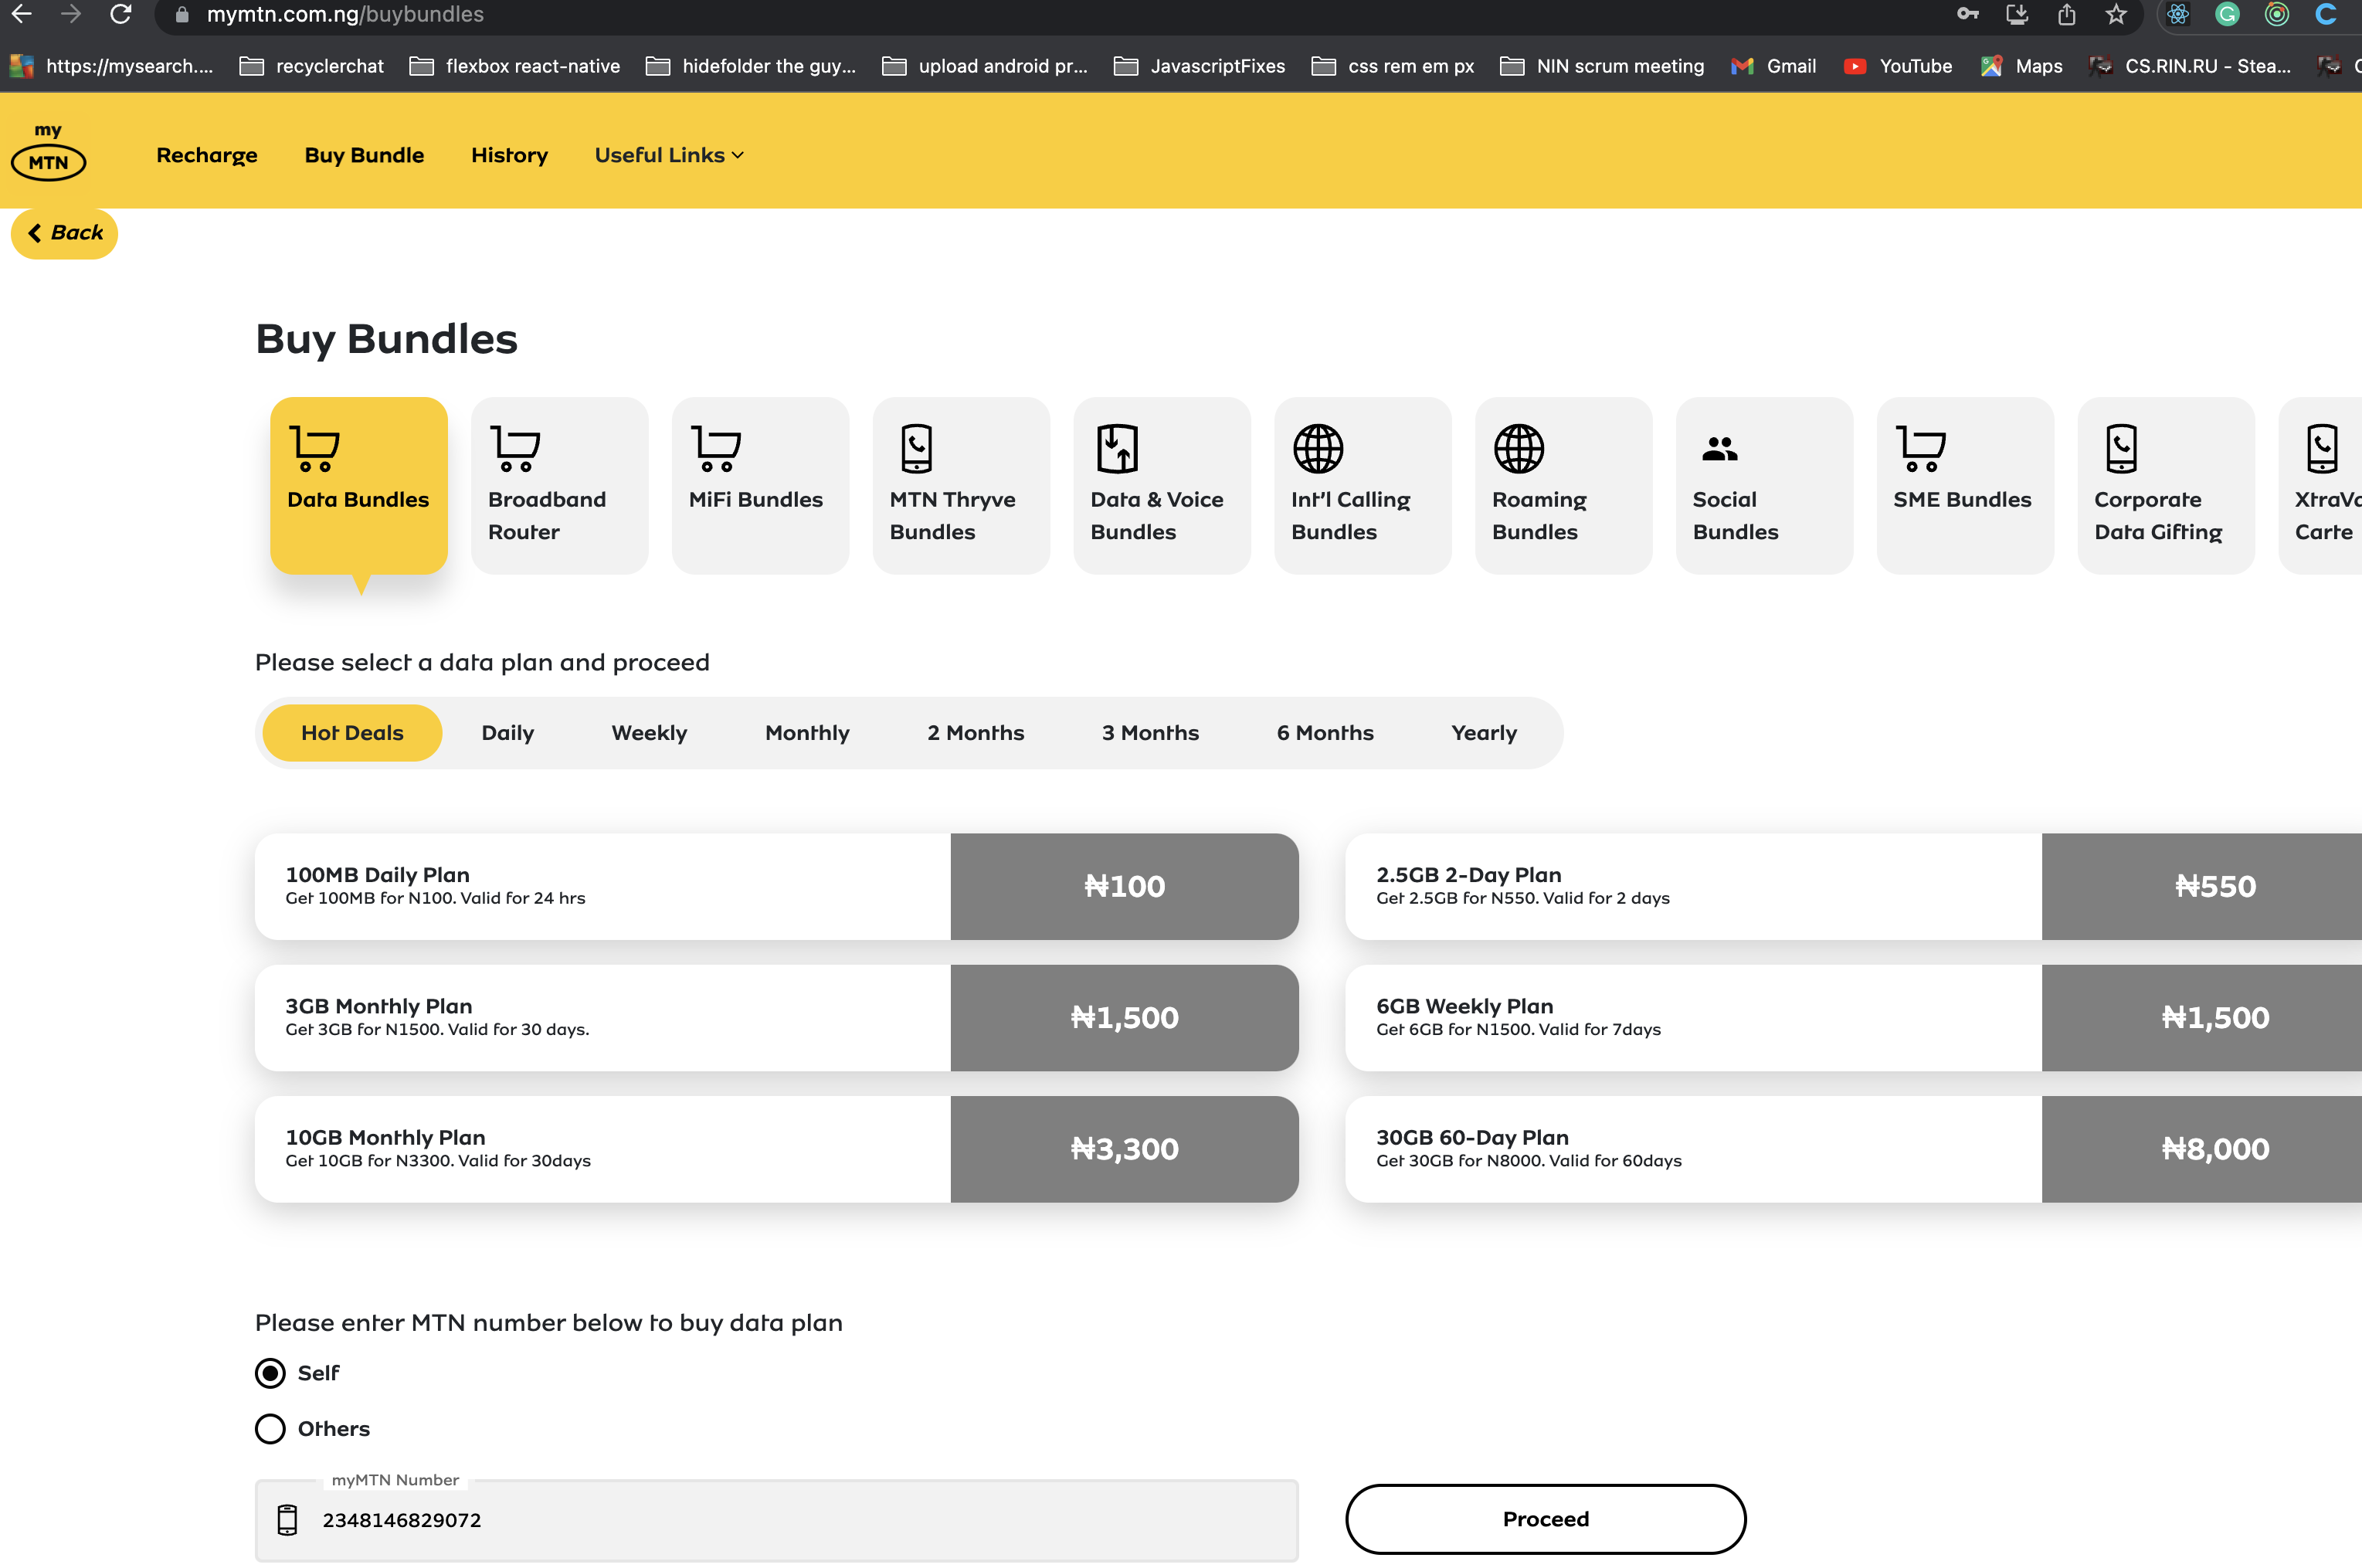 mymtn.com.ng/buybundles
https://mysearch.... recyclerchat flexbox react-native hidefolder the guy... upload android pr... JavascriptFixes css rem em px NIN scrum meeting Gmail YouTube Maps CS.RIN.RU - Stea...
my
MTN
Recharge Buy Bundle History Useful Links
Back
Buy Bundles
Data Bundles
Broadband
Router
MiFi Bundles
MTN Thryve
Bundles
Data & Voice
Bundles
Int'l Calling
Bundles
Roaming
Bundles
Social
Bundles
SME Bundles
Corporate
Data Gifting
Carte
Please select a data plan and proceed
Hot Deals Daily Weekly Monthly 2 Months 3 Months 6 Months Yearly
100MB Daily Plan
Get 100MB for N100. Valid for 24 hrs
₦100
2.5GB 2-Day Plan
Get 2.5GB for N550. Valid for 2 days
₦550
3GB Monthly Plan
Get 3GB for N1500. Valid for 30 days.
₦1,500
6GB Weekly Plan
Get 6GB for N1500. Valid for 7days
₦1,500
10GB Monthly Plan
Get 10GB for N3300. Valid for 30days
₦3,300
30GB 60-Day Plan
Get 30GB for N8000. Valid for 60days
₦8,000
Please enter MTN number below to buy data plan
Self
Others
myMTN Number
2348146829072
Proceed